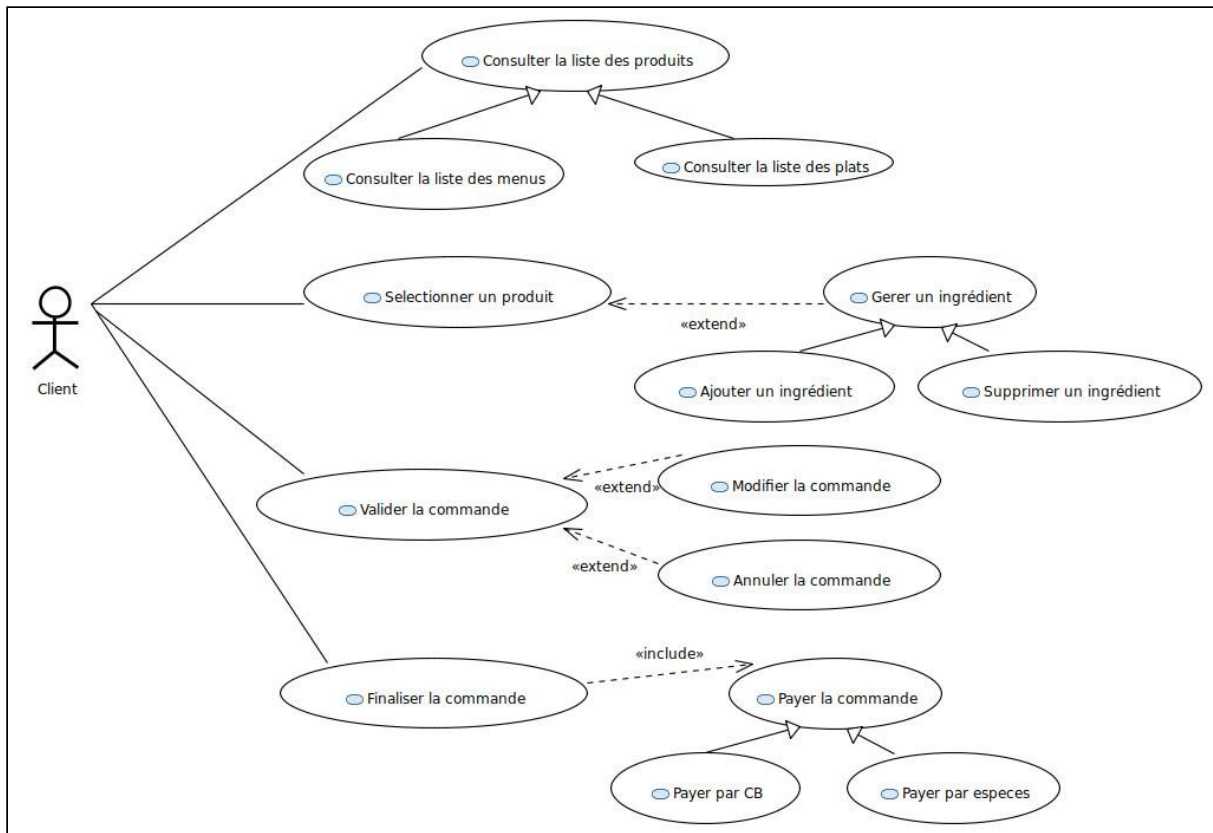 Consulter la liste des produits
Consulter la liste des menus
Consulter la liste des plats
Selectionner un produit
«extend»
Gerer un ingrédient
Client
Ajouter un ingrédient
Supprimer un ingrédient
Valider la commande
«extend»
Modifier la commande
«extend»
Annuler la commande
Finaliser la commande
«include»
Payer la commande
Payer par CB
Payer par especes